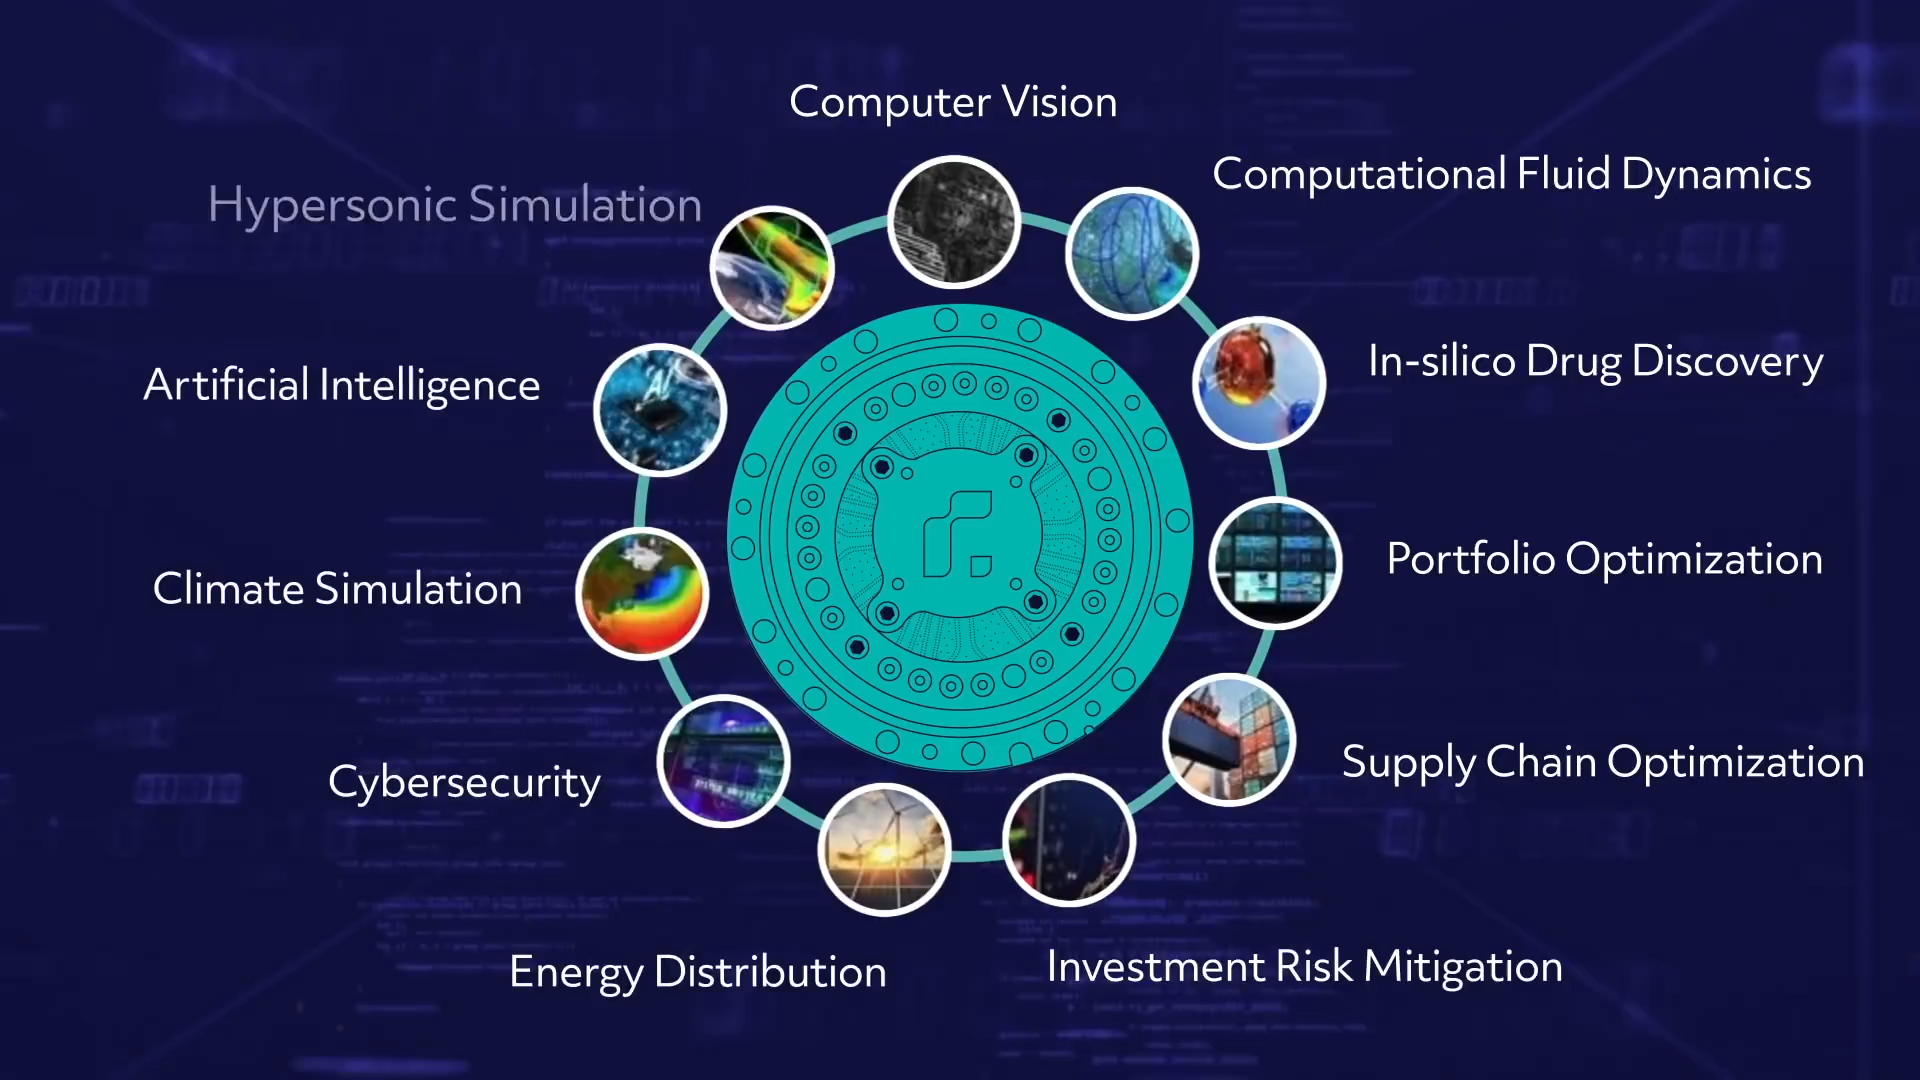 Computer Vision
Computational Fluid Dynamics
Hypersonic Simulation
In-silico Drug Discovery
Artificial Intelligence
AI
Portfolio Optimization
Climate Simulation
Supply Chain Optimization
Cybersecurity
Investment Risk Mitigation
Energy Distribution